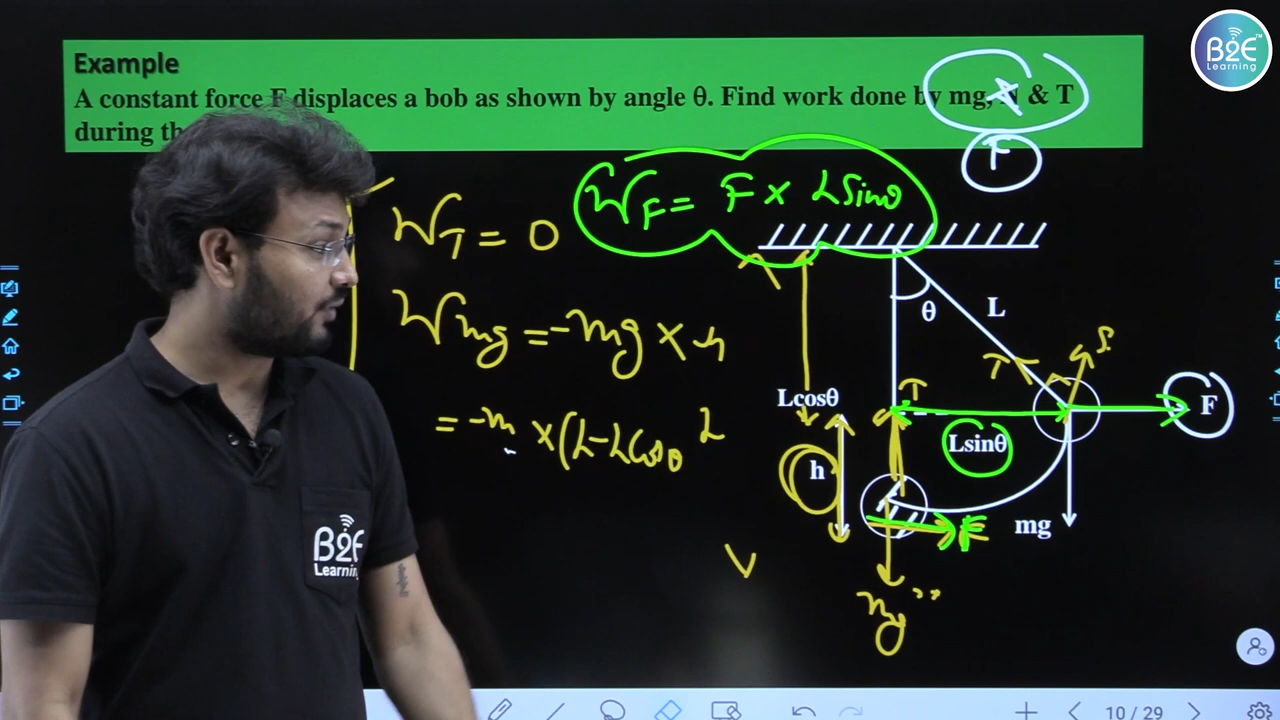 B2E
Learning
Example
A constant force F displaces a bob as shown by angle θ. Find work done by mg, N & T
during th
F
W_F = F × L Sinθ
W_T = 0
W_mg = -mg × h
= -m × (L - L Cosθ
θ
L
T
T
Lcosθ
F
Lsinθ
h
mg
F
mg
B2E
Learning
10 / 29